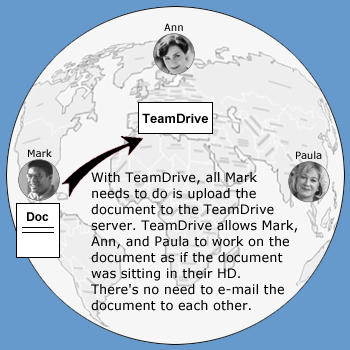 Ann
TeamDrive
Mark
Paula
Doc
With TeamDrive, all Mark
needs to do is upload the
document to the TeamDrive
server. TeamDrive allows Mark,
Ann, and Paula to work on the
document as if the document
was sitting in their HD.
There's no need to e-mail the
document to each other.